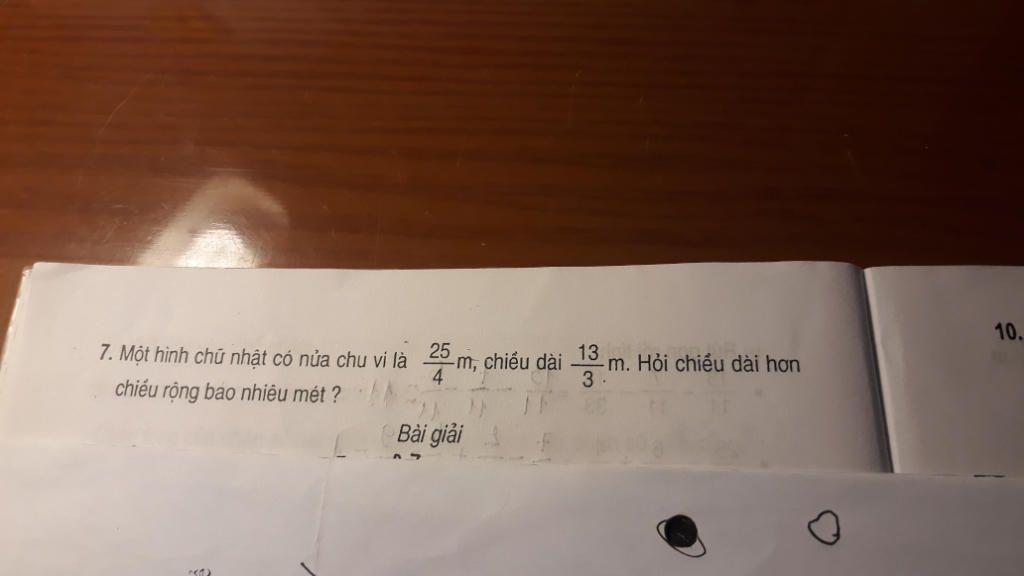 7. Một hình chữ nhật có nửa chu vi là 25/4 m, chiều dài 13/3 m. Hỏi chiều dài hơn
chiều rộng bao nhiêu mét ?
Bài giải
10.